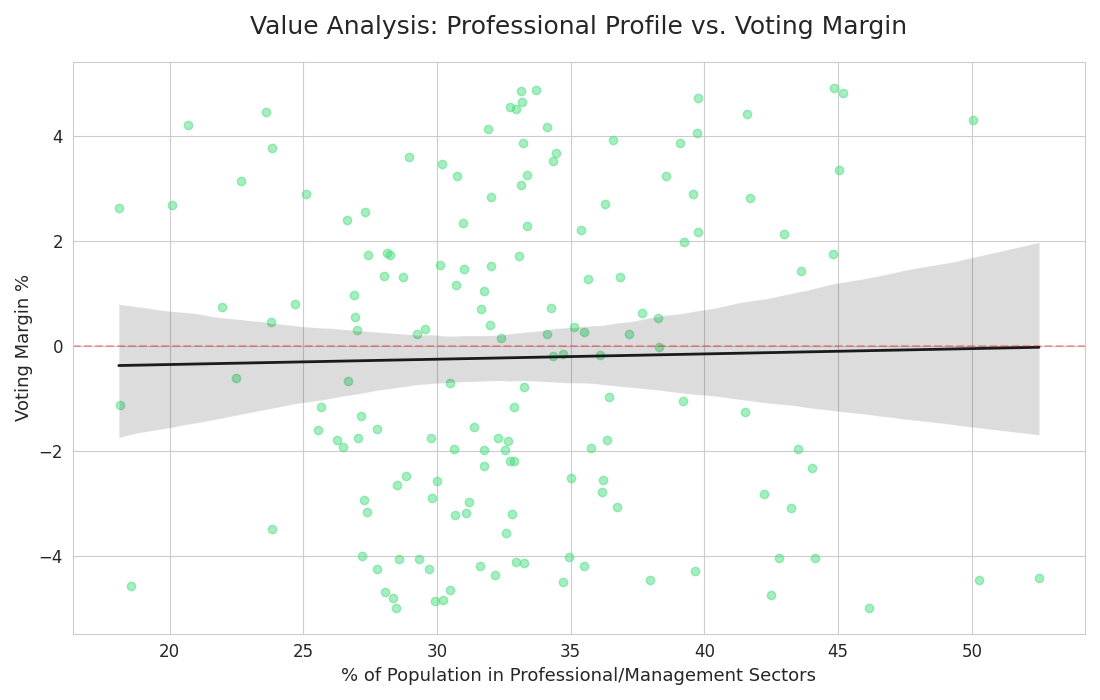 Value Analysis: Professional Profile vs. Voting Margin
Voting Margin %
4
2
0
−2
−4
20 25 30 35 40 45 50
% of Population in Professional/Management Sectors